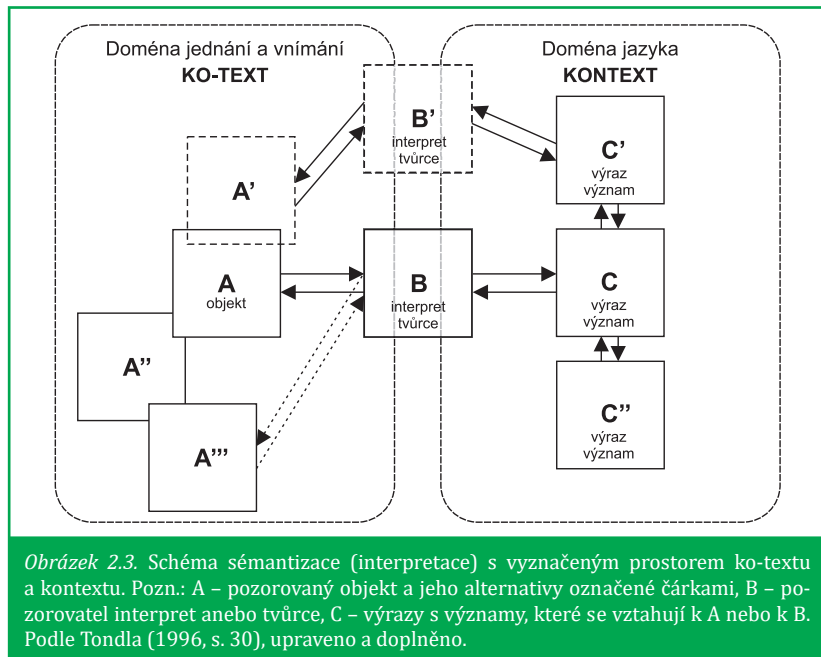 Doména jednání a vnímání
KO-TEXT
Doména jazyka
KONTEXT
B'
interpret
tvůrce
C'
výraz
význam
A'
A
objekt
B
interpret
tvůrce
C
výraz
význam
A''
A'''
C''
výraz
význam
Obrázek 2.3. Schéma sémantizace (interpretace) s vyznačeným prostorem ko-textu
a kontextu. Pozn.: A – pozorovaný objekt a jeho alternativy označené čárkami, B – po-
zorovatel interpret anebo tvůrce, C – výrazy s významy, které se vztahují k A nebo k B.
Podle Tondla (1996, s. 30), upraveno a doplněno.